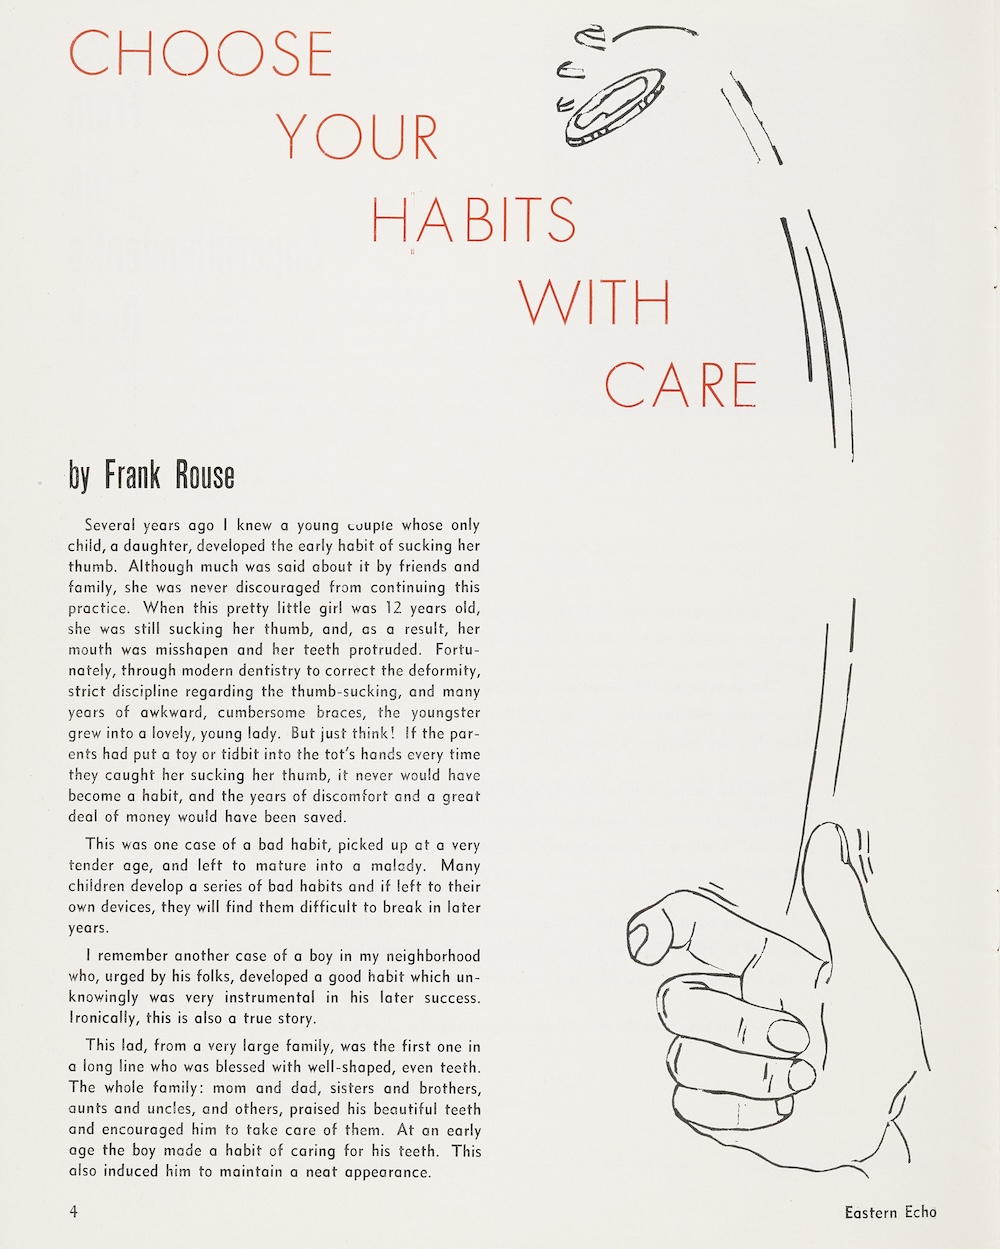 CHOOSE
YOUR
HABITS
WITH
CARE
by Frank Rouse
Several years ago I knew a young couple whose only
child, a daughter, developed the early habit of sucking her
thumb. Although much was said about it by friends and
family, she was never discouraged from continuing this
practice. When this pretty little girl was 12 years old,
she was still sucking her thumb, and, as a result, her
mouth was misshapen and her teeth protruded. Fortu-
nately, through modern dentistry to correct the deformity,
strict discipline regarding the thumb-sucking, and many
years of awkward, cumbersome braces, the youngster
grew into a lovely, young lady. But just think! If the par-
ents had put a toy or tidbit into the tot's hands every time
they caught her sucking her thumb, it never would have
become a habit, and the years of discomfort and a great
deal of money would have been saved.
This was one case of a bad habit, picked up at a very
tender age, and left to mature into a malady. Many
children develop a series of bad habits and if left to their
own devices, they will find them difficult to break in later
years.
I remember another case of a boy in my neighborhood
who, urged by his folks, developed a good habit which un-
knowingly was very instrumental in his later success.
Ironically, this is also a true story.
This lad, from a very large family, was the first one in
a long line who was blessed with well-shaped, even teeth.
The whole family: mom and dad, sisters and brothers,
aunts and uncles, and others, praised his beautiful teeth
and encouraged him to take care of them. At an early
age the boy made a habit of caring for his teeth. This
also induced him to maintain a neat appearance.
4
Eastern Echo